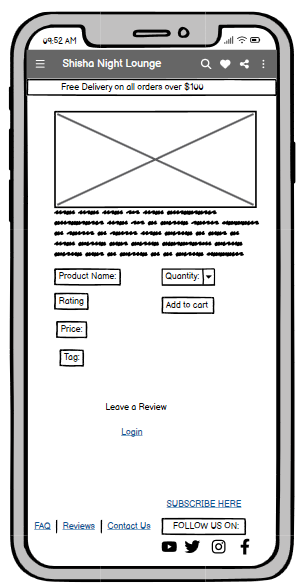 09:52 AM
Shisha Night Lounge
Free Delivery on all orders over $100
Product Name:
Quantity:
Rating
Add to cart
Price:
Tag:
Leave a Review
Login
SUBSCRIBE HERE
FAQ
Reviews
Contact Us
FOLLOW US ON: